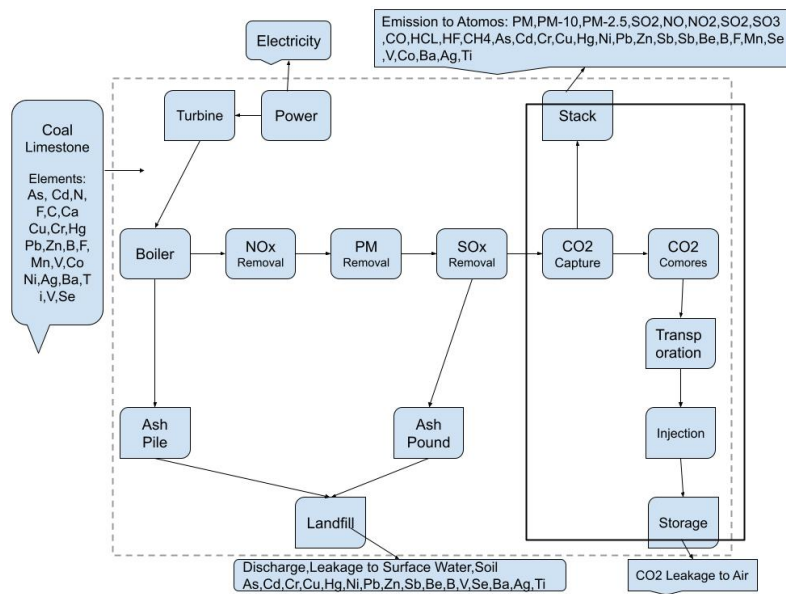 Emission to Atomos: PM,PM-10,PM-2.5,SO2,NO,NO2,SO2,SO3
,CO,HCL,HF,CH4,As,Cd,Cr,Cu,Hg,Ni,Pb,Zn,Sb,Sb,Be,B,F,Mn,Se
,V,Co,Ba,Ag,Ti
Electricity
Turbine
Power
Stack
Coal
Limestone
Elements:
As, Cd,N,
F,C,Ca
Cu,Cr,Hg
Pb,Zn,B,F,
Mn,V,Co
Ni,Ag,Ba,T
i,V,Se
Boiler
NOx
Removal
PM
Removal
SOx
Removal
CO2
Capture
CO2
Comores
Transp
oration
Ash
Pile
Ash
Pound
Injection
Landfill
Storage
Discharge,Leakage to Surface Water,Soil
As,Cd,Cr,Cu,Hg,Ni,Pb,Zn,Sb,Be,B,V,Se,Ba,Ag,Ti
CO2 Leakage to Air